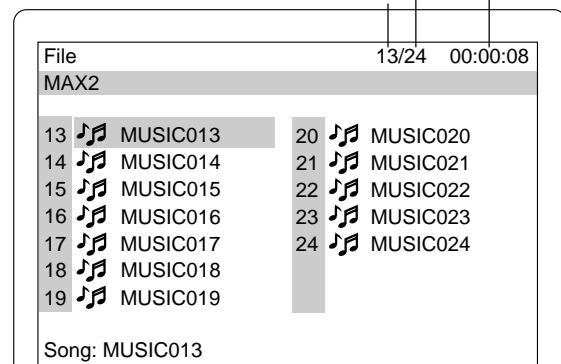 File 13/24 00:00:08
MAX2
13 MUSIC013
14 MUSIC014
15 MUSIC015
16 MUSIC016
17 MUSIC017
18 MUSIC018
19 MUSIC019
20 MUSIC020
21 MUSIC021
22 MUSIC022
23 MUSIC023
24 MUSIC024
Song: MUSIC013